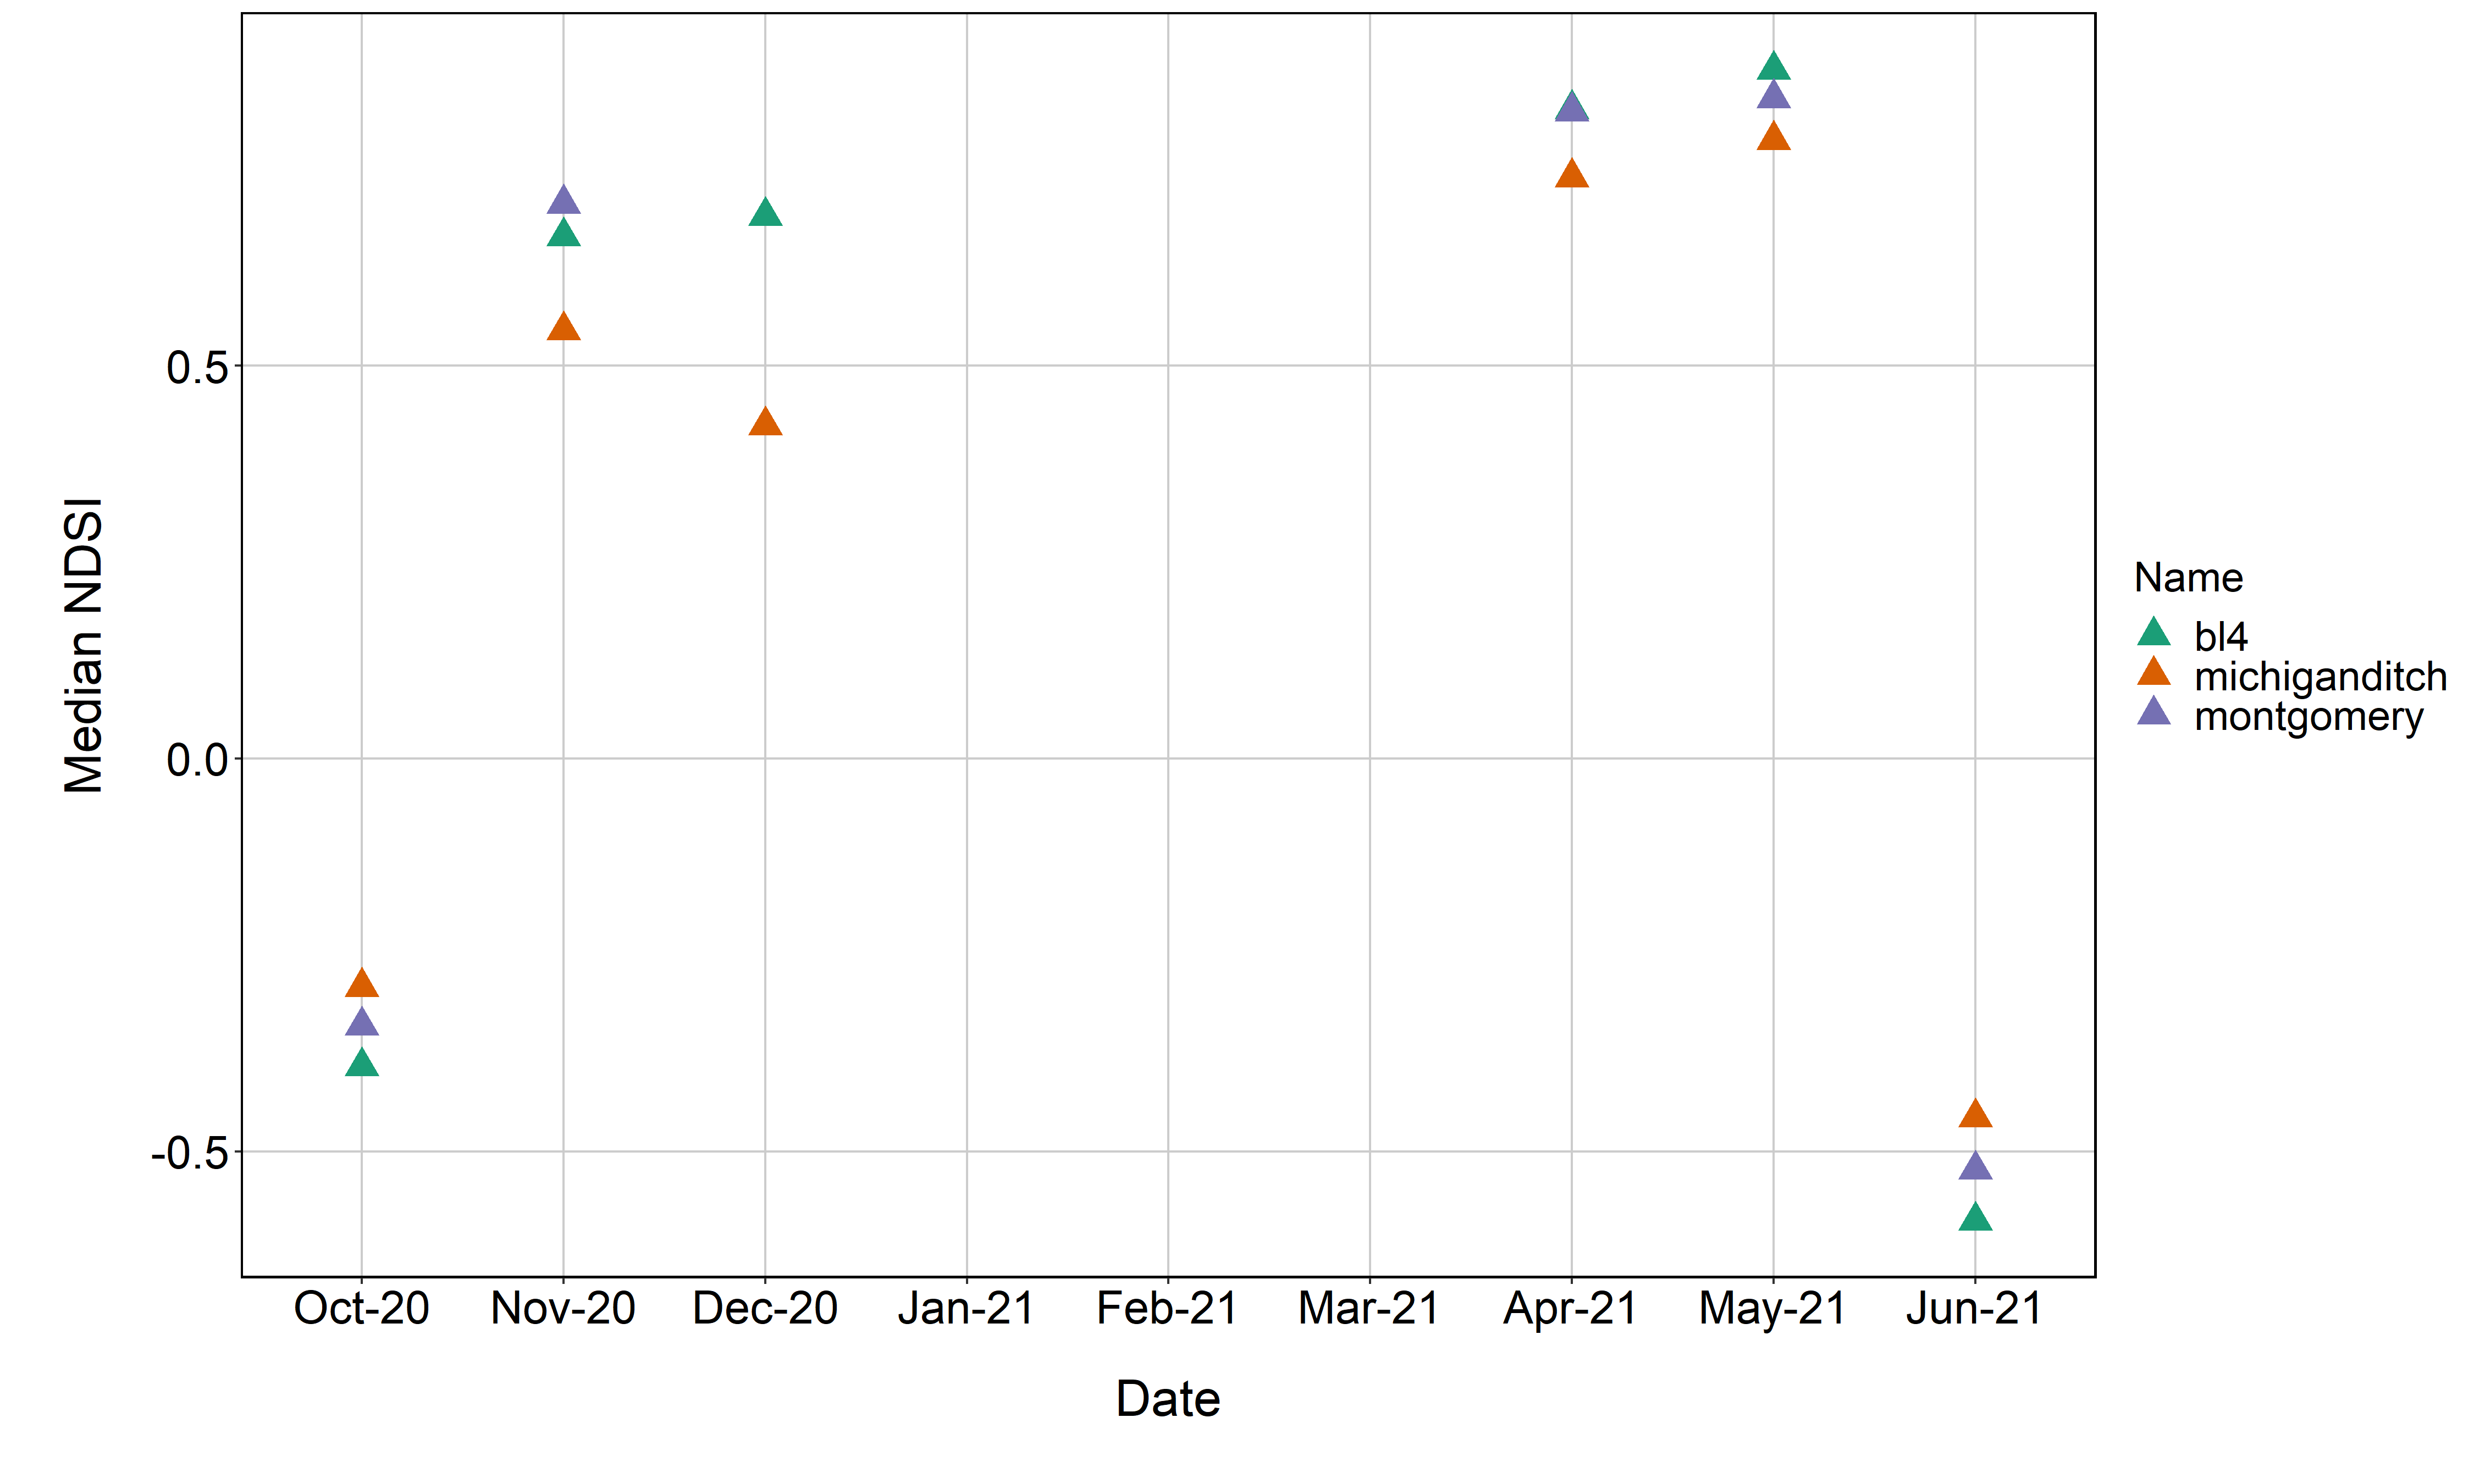 Median NDSI
0.5
0.0
-0.5
Oct-20 Nov-20 Dec-20 Jan-21 Feb-21 Mar-21 Apr-21 May-21 Jun-21
Date
Name
bl4
michiganditch
montgomery